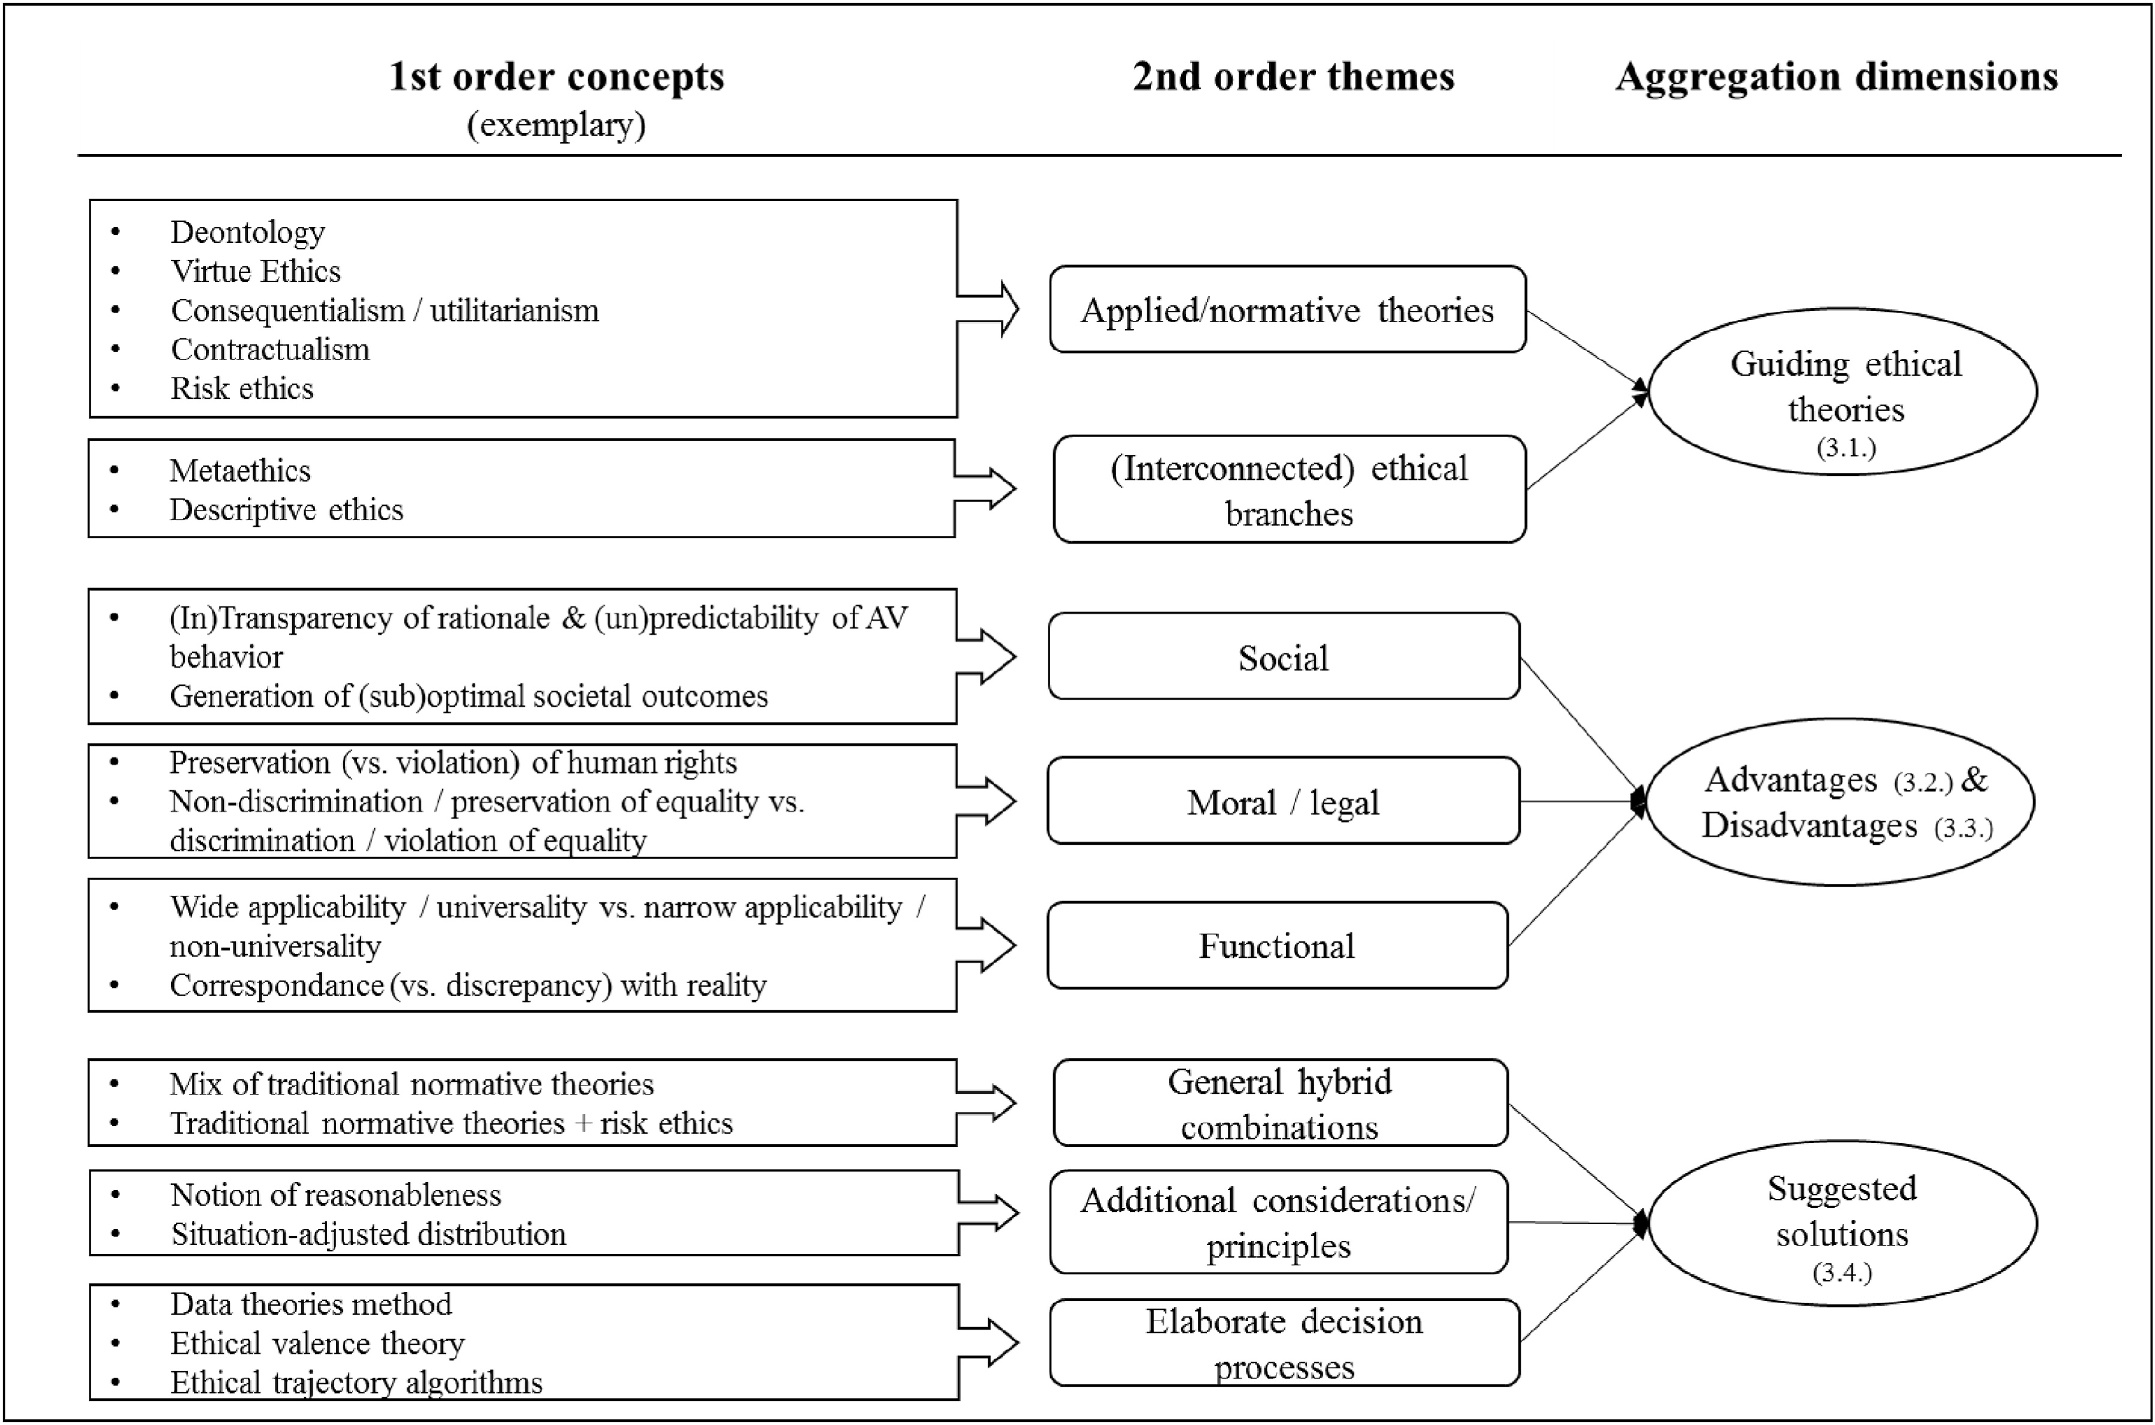 1st order concepts
(exemplary)
2nd order themes
Aggregation dimensions
• Deontology
• Virtue Ethics
• Consequentialism / utilitarianism
• Contractualism
• Risk ethics
Applied/normative theories
• Metaethics
• Descriptive ethics
(Interconnected) ethical
branches
Guiding ethical
theories
(3.1.)
• (In)Transparency of rationale & (un)predictability of AV
behavior
• Generation of (sub)optimal societal outcomes
Social
• Preservation (vs. violation) of human rights
• Non-discrimination / preservation of equality vs.
discrimination / violation of equality
Moral / legal
• Wide applicability / universality vs. narrow applicability /
non-universality
• Correspondance (vs. discrepancy) with reality
Functional
Advantages (3.2.) &
Disadvantages (3.3.)
• Mix of traditional normative theories
• Traditional normative theories + risk ethics
General hybrid
combinations
• Notion of reasonableness
• Situation-adjusted distribution
Additional considerations/
principles
• Data theories method
• Ethical valence theory
• Ethical trajectory algorithms
Elaborate decision
processes
Suggested
solutions
(3.4.)